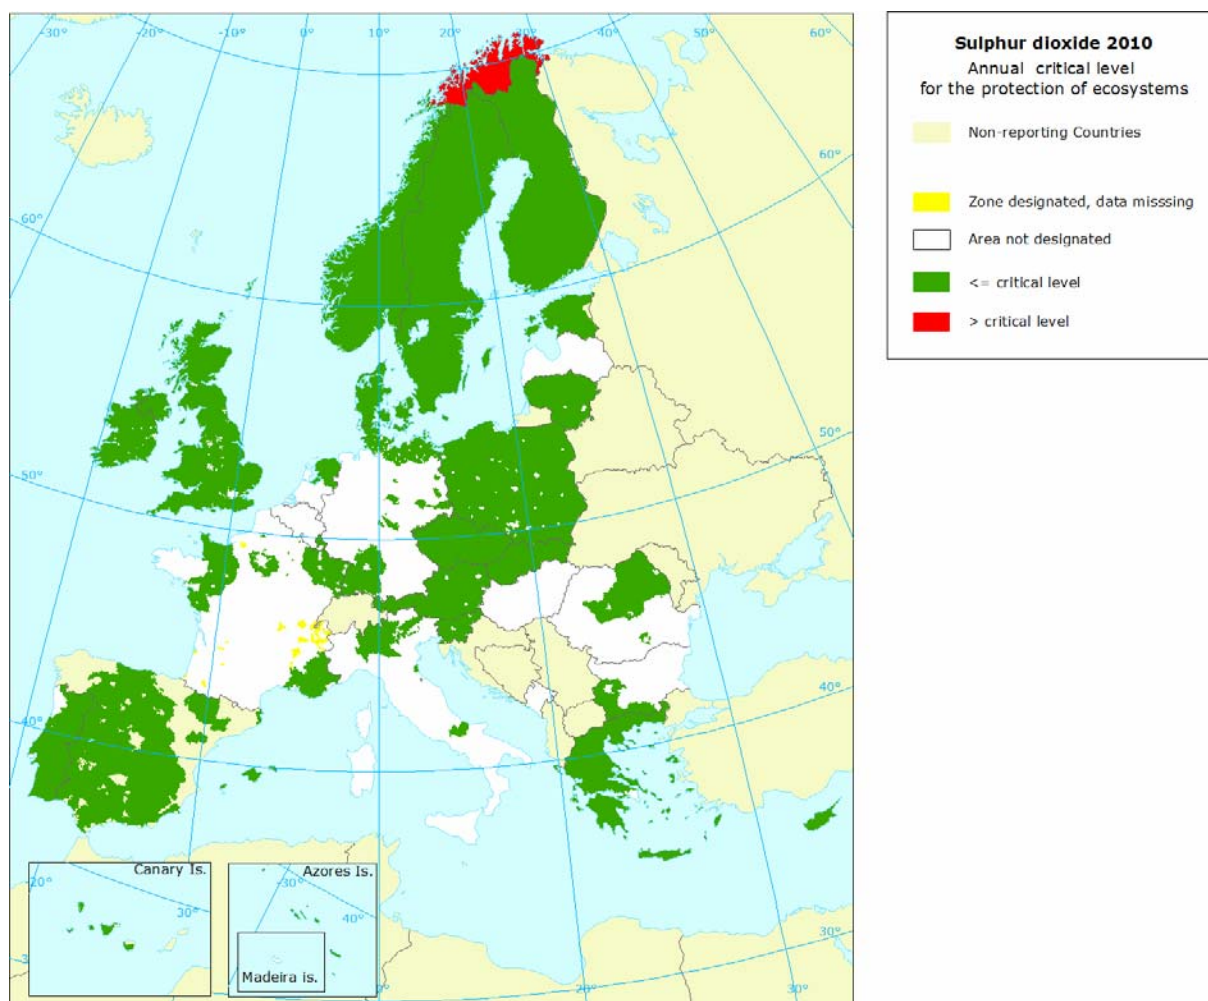 -30° -20° -10° 0° 10° 20° 30° 40° 50° 60°
60°
60°
50°
50°
40°
40°
30°
20°
30°
Canary Is.
-20°
30°
Azores Is.
-30°
40°
Madeira is.
Sulphur dioxide 2010
Annual critical level
for the protection of ecosystems
Non-reporting Countries
Zone designated, data misssing
Area not designated
<= critical level
> critical level